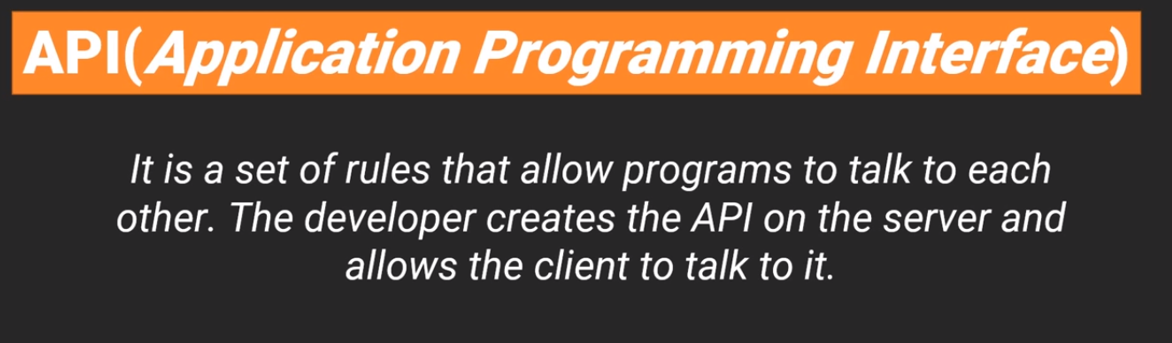 API(Application Programming Interface)
It is a set of rules that allow programs to talk to each
other. The developer creates the API on the server and
allows the client to talk to it.